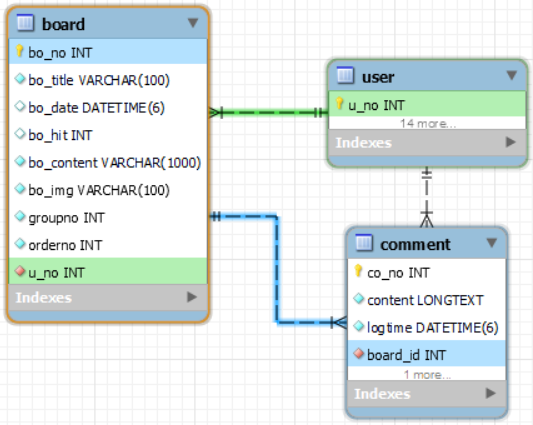 board
bo_no INT
bo_title VARCHAR(100)
bo_date DATETIME(6)
bo_hit INT
bo_content VARCHAR(1000)
bo_img VARCHAR(100)
groupno INT
orderno INT
u_no INT
Indexes
user
u_no INT
14 more...
Indexes
comment
co_no INT
content LONGTEXT
logtime DATETIME(6)
board_id INT
1 more...
Indexes